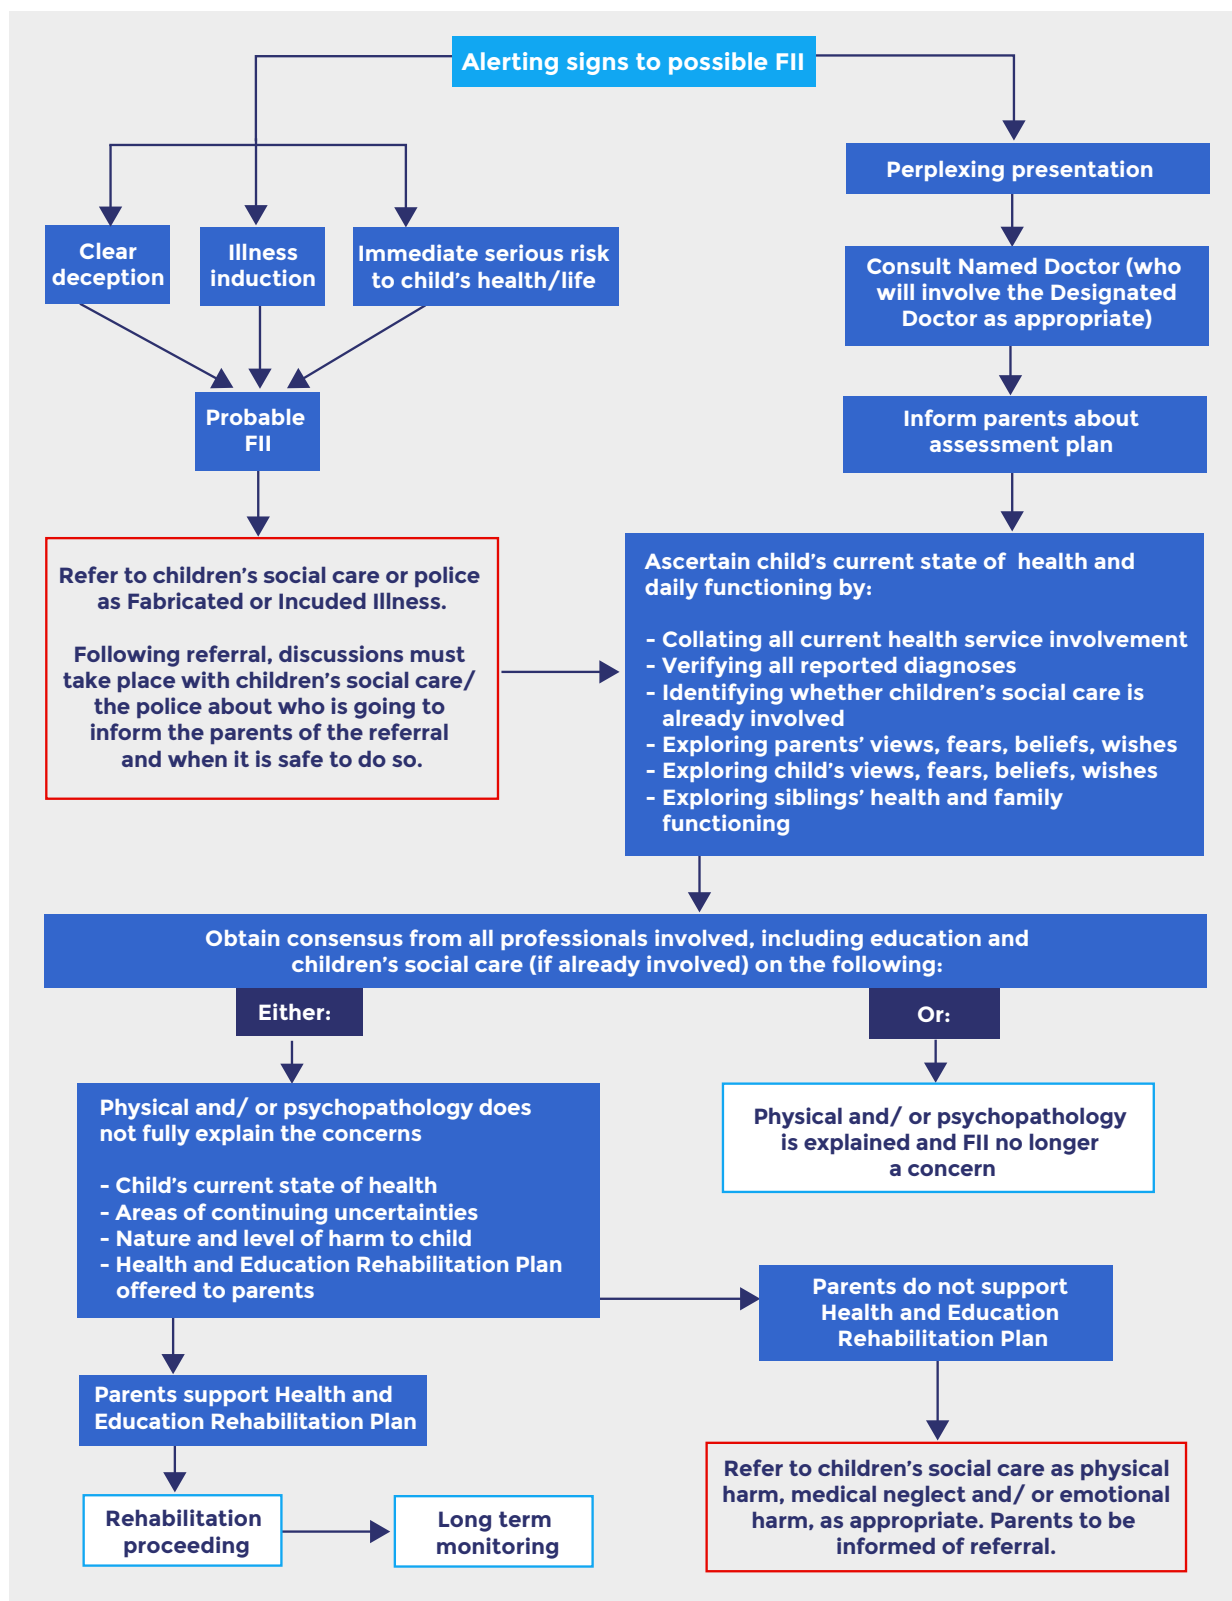 Alerting signs to possible FII
Clear
deception
Illness
induction
Immediate serious risk
to child's health/life
Probable
FII
Refer to children's social care or police
as Fabricated or Incuded Illness.
Following referral, discussions must
take place with children's social care/
the police about who is going to
inform the parents of the referral
and when it is safe to do so.
Perplexing presentation
Consult Named Doctor (who
will involve the Designated
Doctor as appropriate)
Inform parents about
assessment plan
Ascertain child's current state of health and
daily functioning by:
- Collating all current health service involvement
- Verifying all reported diagnoses
- Identifying whether children's social care is
already involved
- Exploring parents' views, fears, beliefs, wishes
- Exploring child's views, fears, beliefs, wishes
- Exploring siblings' health and family
functioning
Obtain consensus from all professionals involved, including education and
children's social care (if already involved) on the following:
Either:
Physical and/ or psychopathology does
not fully explain the concerns
- Child's current state of health
- Areas of continuing uncertainties
- Nature and level of harm to child
- Health and Education Rehabilitation Plan
offered to parents
Or:
Physical and/ or psychopathology
is explained and FII no longer
a concern
Parents do not support
Health and Education
Rehabilitation Plan
Parents support Health and
Education Rehabilitation Plan
Rehabilitation
proceeding
Long term
monitoring
Refer to children's social care as physical
harm, medical neglect and/ or emotional
harm, as appropriate. Parents to be
informed of referral.